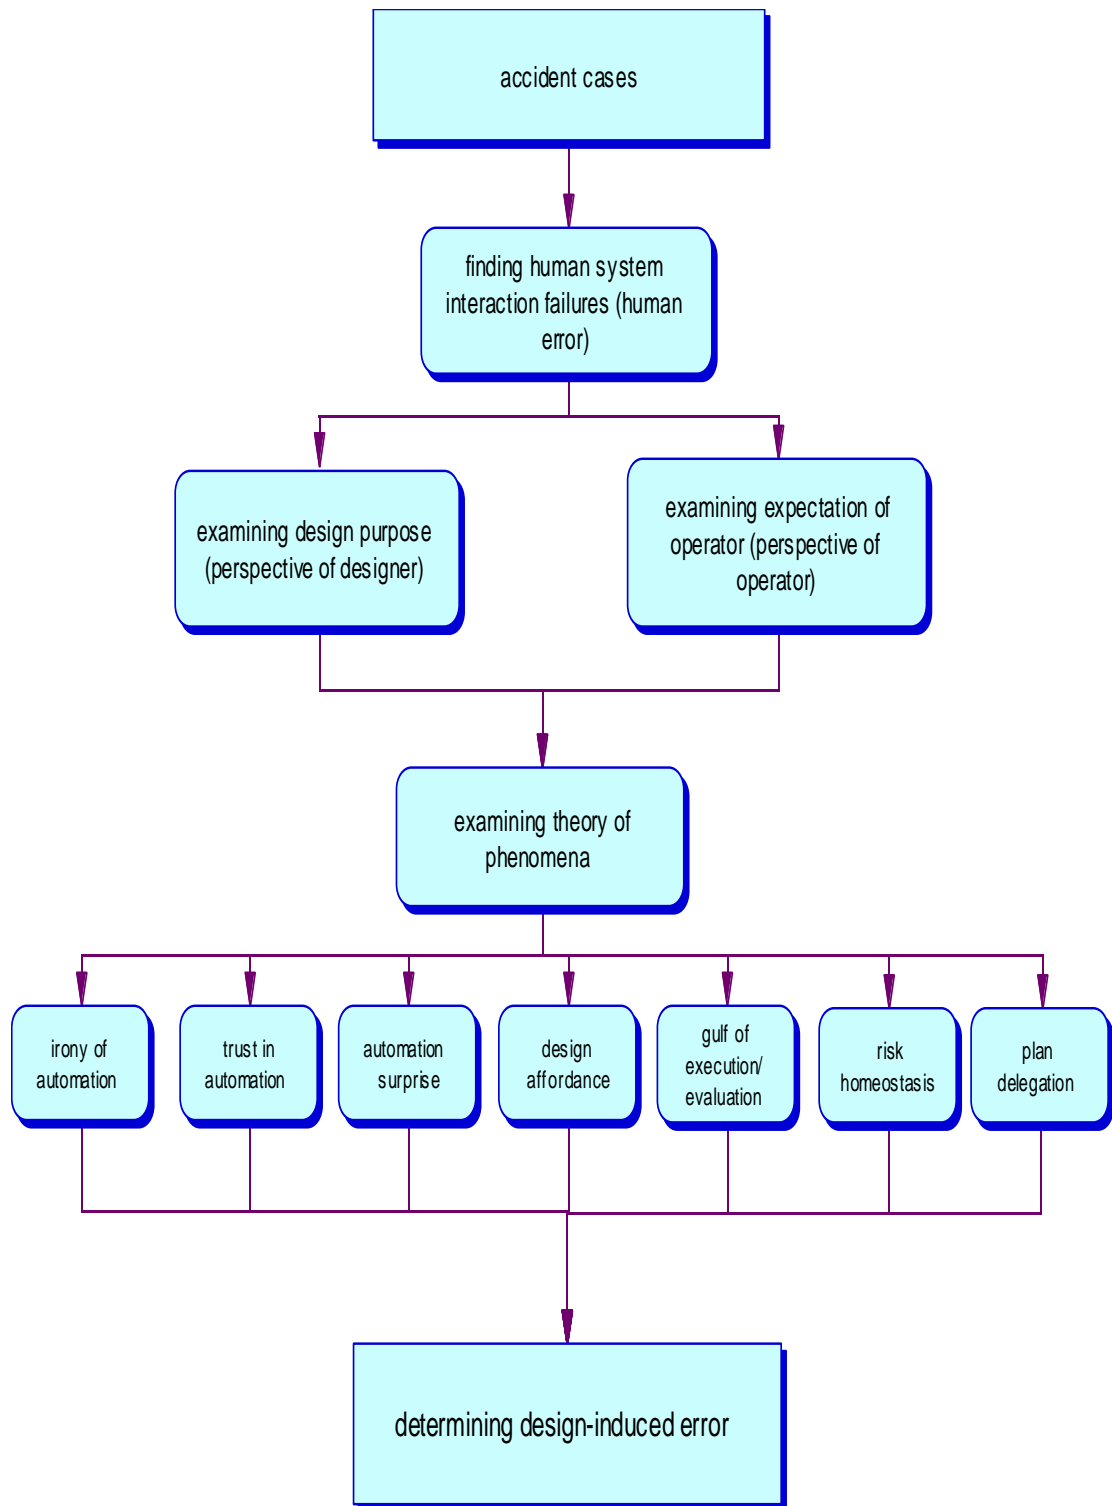 accident cases
finding human system
interaction failures (human
error)
examining design purpose
(perspective of designer)
examining expectation of
operator (perspective of
operator)
examining theory of
phenomena
irony of
automation
trust in
automation
automation
surprise
design
affordance
gulf of
execution/
evaluation
risk
homeostasis
plan
delegation
determining design-induced error